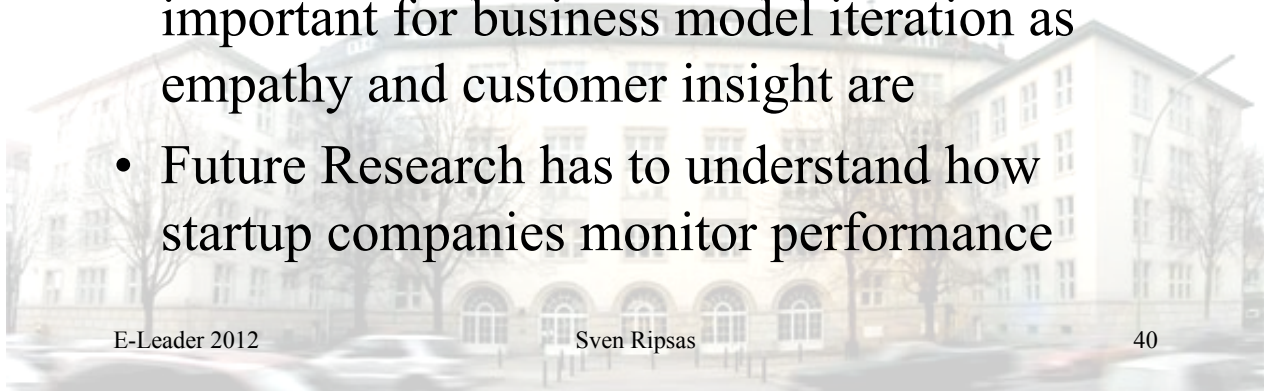 important for business model iteration as
empathy and customer insight are
• Future Research has to understand how
startup companies monitor performance
E-Leader 2012 Sven Ripsas 40